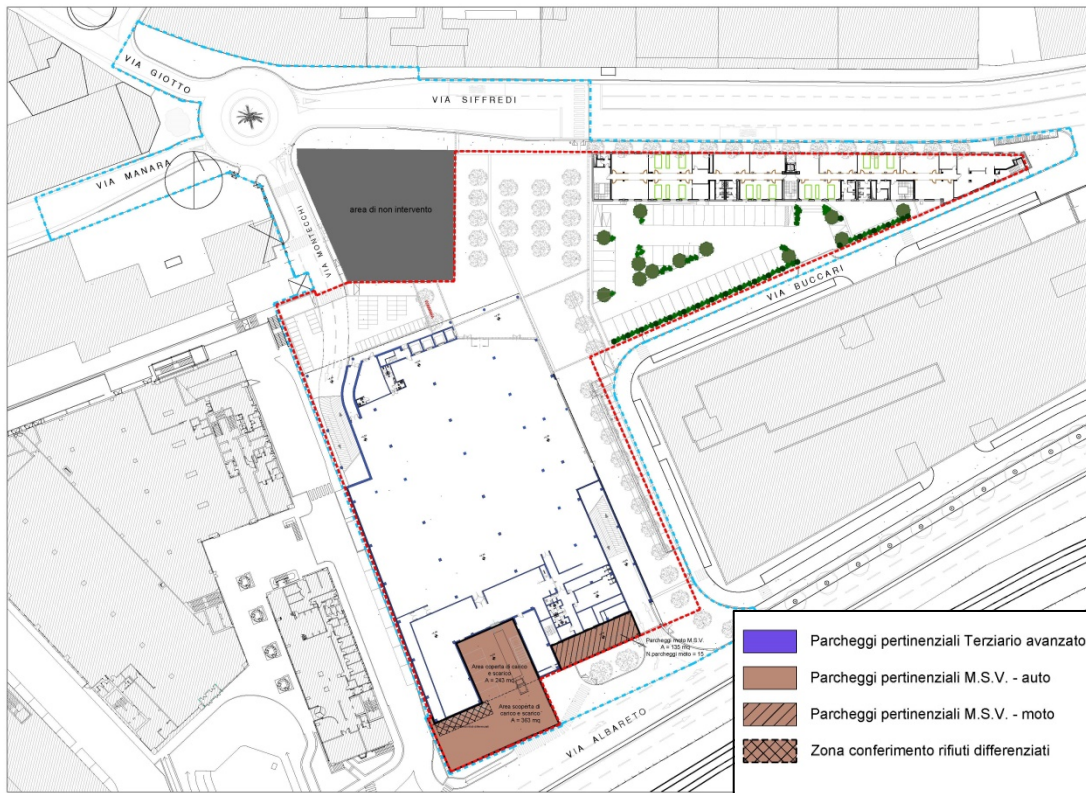 VIA GIOTTO
VIA SIFFREDI
VIA MANARA
VIA MONTECCHI
area di non intervento
VIA BUCCARI
Parcheggi moto M.S.V.
A = 135 mq
N.parcheggi moto = 15
Area coperta di carico
e scarico
A = 263 mq
Area scoperta di
carico e scarico
A = 363 mq
VIA ALBARETO
Parcheggi pertinenziali Terziario avanzato
Parcheggi pertinenziali M.S.V. - auto
Parcheggi pertinenziali M.S.V. - moto
Zona conferimento rifiuti differenziati